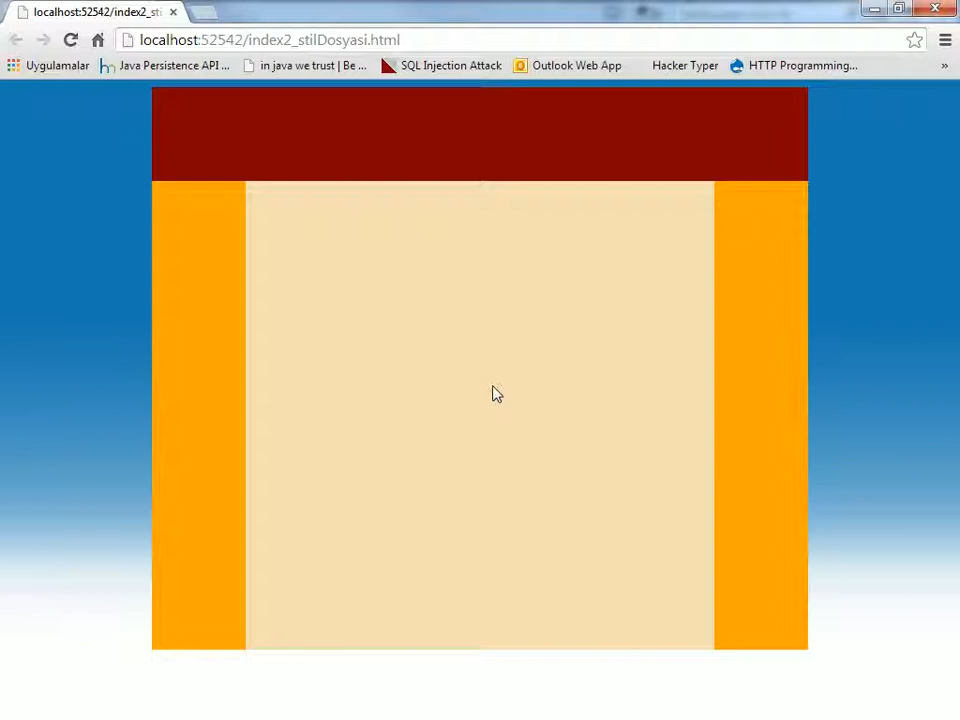 localhost:52542/index2_sti
localhost:52542/index2_stilDosyasi.html
Uygulamalar Java Persistence API ... in java we trust | Be ... SQL Injection Attack Outlook Web App Hacker Typer HTTP Programming... »